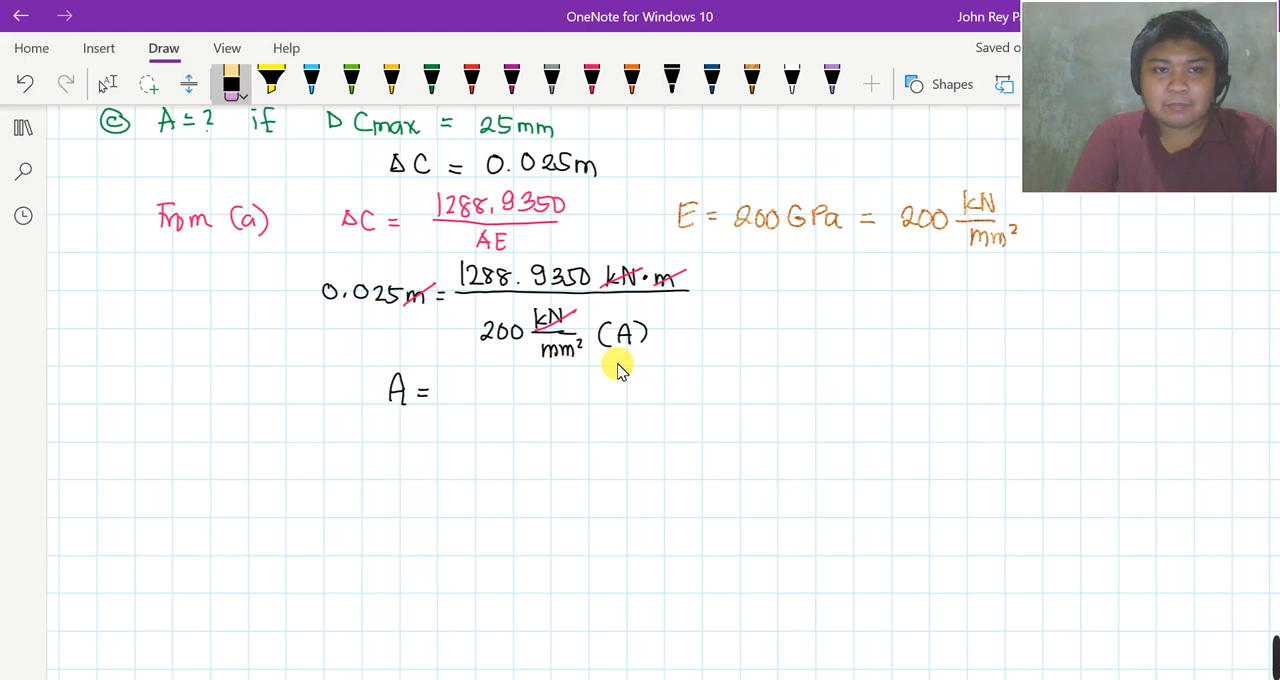 OneNote for Windows 10
John Rey P
Home Insert Draw View Help
Saved o
Shapes
ⓒ A = ? if Δ Cmax = 25mm
ΔC = 0.025m
From (a) ΔC = 1288.9350 / AE
E = 200 GPa = 200 kN / mm²
0.025m = 1288.9350 kN·m / 200 kN/mm² (A)
A =